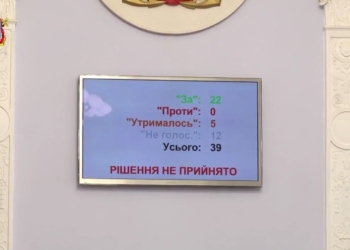 "За": 22
"Проти": 0
"Утрималось": 5
"Не голос.": 12
Усього: 39
РІШЕННЯ НЕ ПРИЙНЯТО